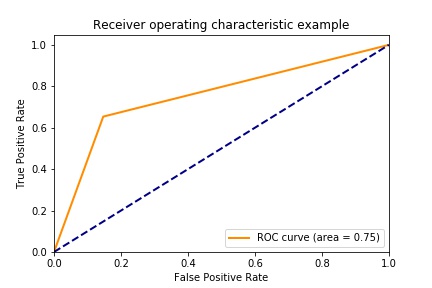 Receiver operating characteristic example
1.0
0.8
0.6
0.4
0.2
0.0
True Positive Rate
ROC curve (area = 0.75)
0.0 0.2 0.4 0.6 0.8 1.0
False Positive Rate